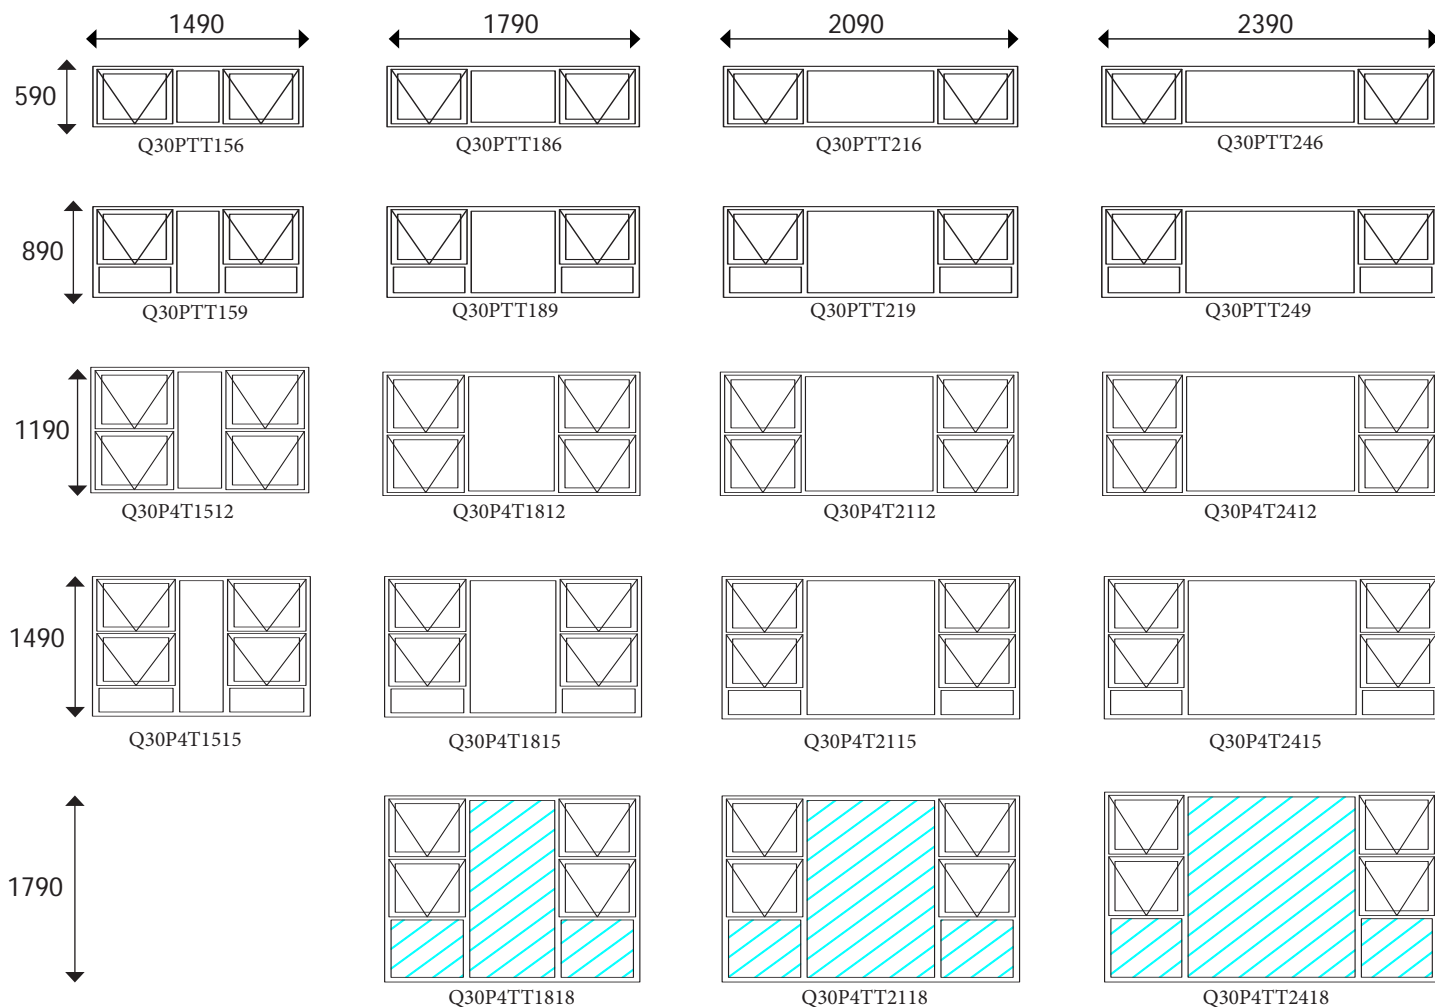 1490 1790 2090 2390
590
Q30PTT156 Q30PTT186 Q30PTT216 Q30PTT246
890
Q30PTT159 Q30PTT189 Q30PTT219 Q30PTT249
1190
Q30P4T1512 Q30P4T1812 Q30P4T2112 Q30P4T2412
1490
Q30P4T1515 Q30P4T1815 Q30P4T2115 Q30P4T2415
1790
Q30P4TT1818 Q30P4TT2118 Q30P4TT2418